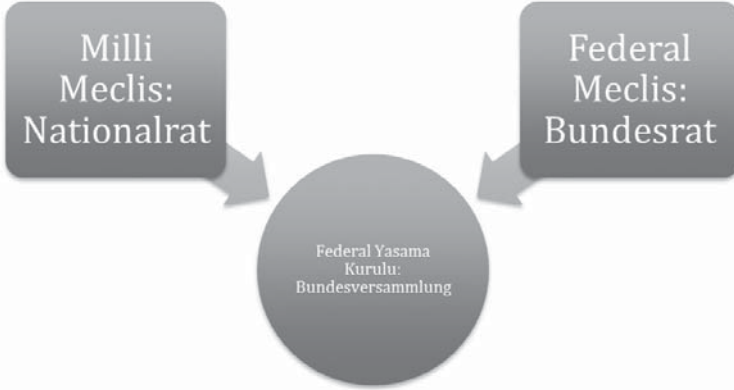 Milli
Meclis:
Nationalrat
Federal
Meclis:
Bundesrat
Federal Yasama
Kurulu:
Bundesversammlung